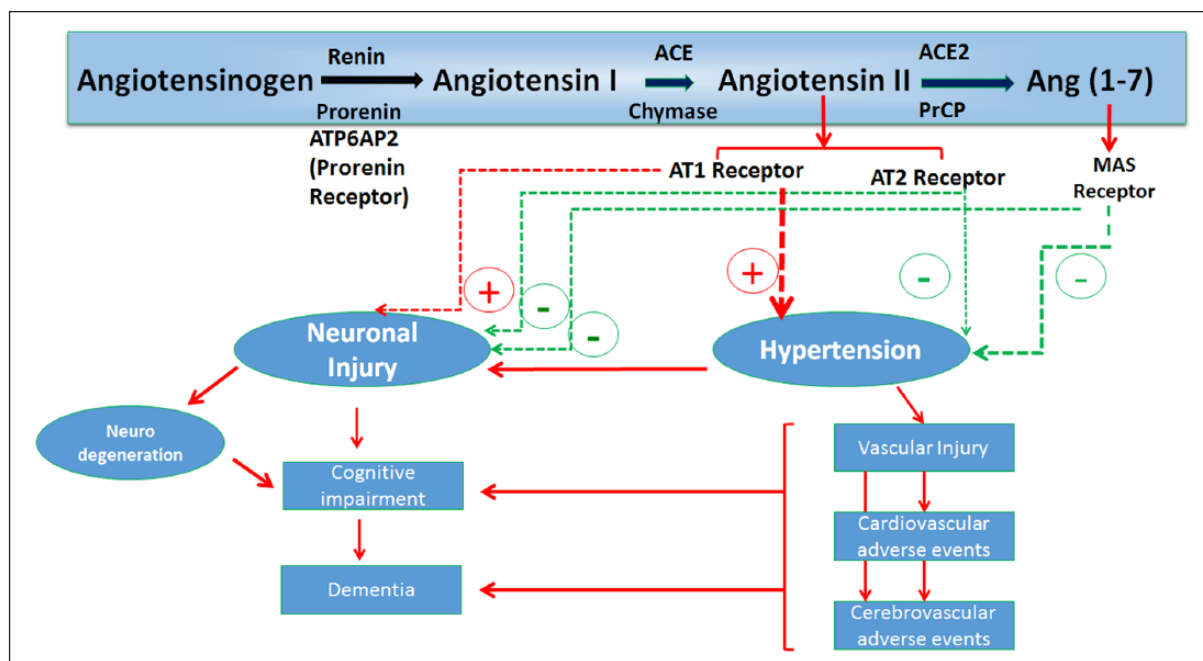 Renin
ACE
ACE2
Angiotensinogen
Angiotensin I
Angiotensin II
Ang (1-7)
Prorenin
Chymase
PrCP
ATP6AP2
(Prorenin
Receptor)
AT1 Receptor
AT2 Receptor
MAS
Receptor
+
-
-
+
-
-
Neuronal
Injury
Hypertension
Neuro
degeneration
Vascular Injury
Cognitive
impairment
Cardiovascular
adverse events
Dementia
Cerebrovascular
adverse events